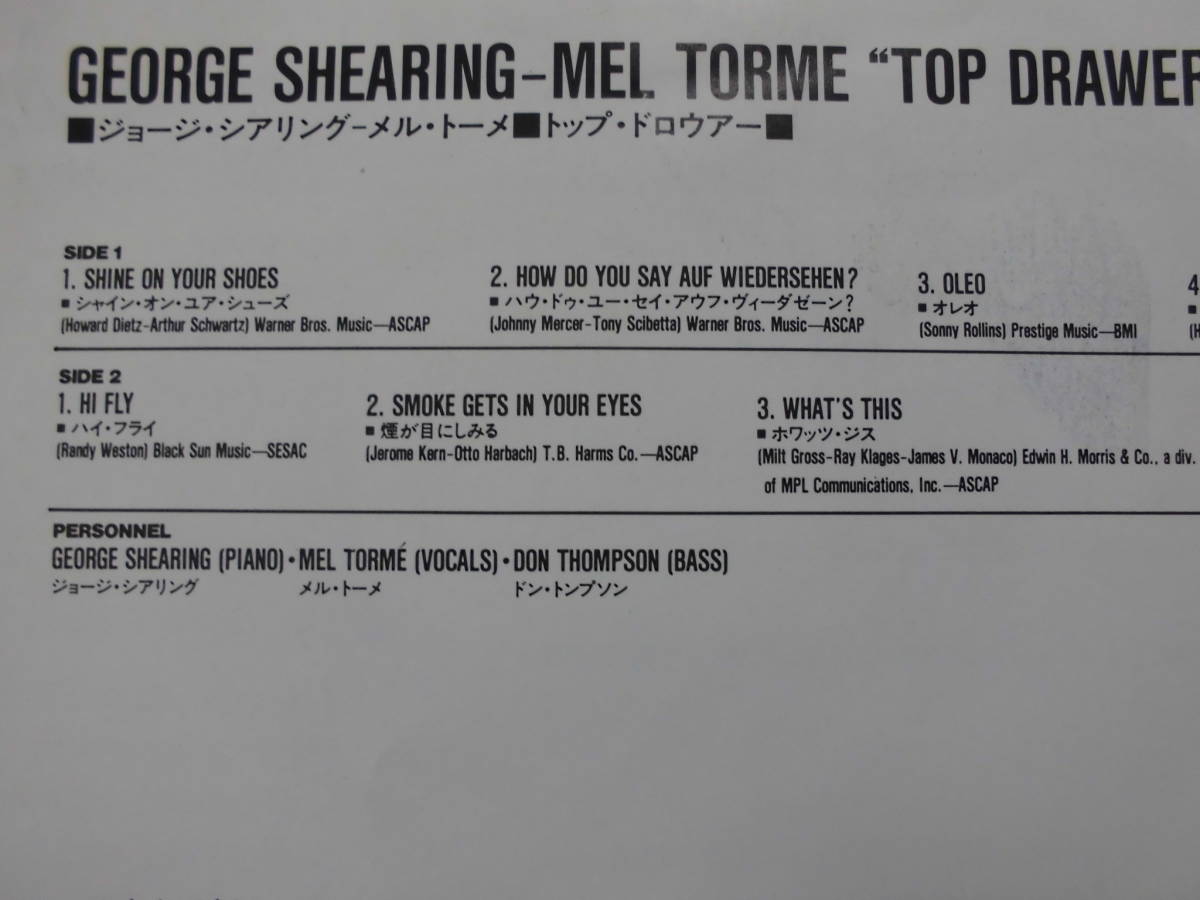 GEORGE SHEARING–MEL TORME “TOP DRAWER
■ジョージ・シアリング–メル・トーメ■トップ・ドロウアー■
SIDE 1
1. SHINE ON YOUR SHOES
■ シャイン・オン・ユア・シューズ
(Howard Dietz-Arthur Schwartz) Warner Bros. Music—ASCAP
2. HOW DO YOU SAY AUF WIEDERSEHEN?
■ ハウ・ドゥ・ユー・セイ・アウフ・ヴィーダゼーン?
(Johnny Mercer-Tony Scibetta) Warner Bros. Music—ASCAP
3. OLEO
■ オレオ
(Sonny Rollins) Prestige Music—BMI
4
■
(H
SIDE 2
1. HI FLY
■ ハイ・フライ
(Randy Weston) Black Sun Music—SESAC
2. SMOKE GETS IN YOUR EYES
■ 煙が目にしみる
(Jerome Kern-Otto Harbach) T.B. Harms Co.—ASCAP
3. WHAT'S THIS
■ ホワッツ・ジス
(Milt Gross-Ray Klages-James V. Monaco) Edwin H. Morris & Co., a div.
of MPL Communications, Inc.—ASCAP
PERSONNEL
GEORGE SHEARING (PIANO)・MEL TORMÉ (VOCALS)・DON THOMPSON (BASS)
ジョージ・シアリング メル・トーメ ドン・トンプソン